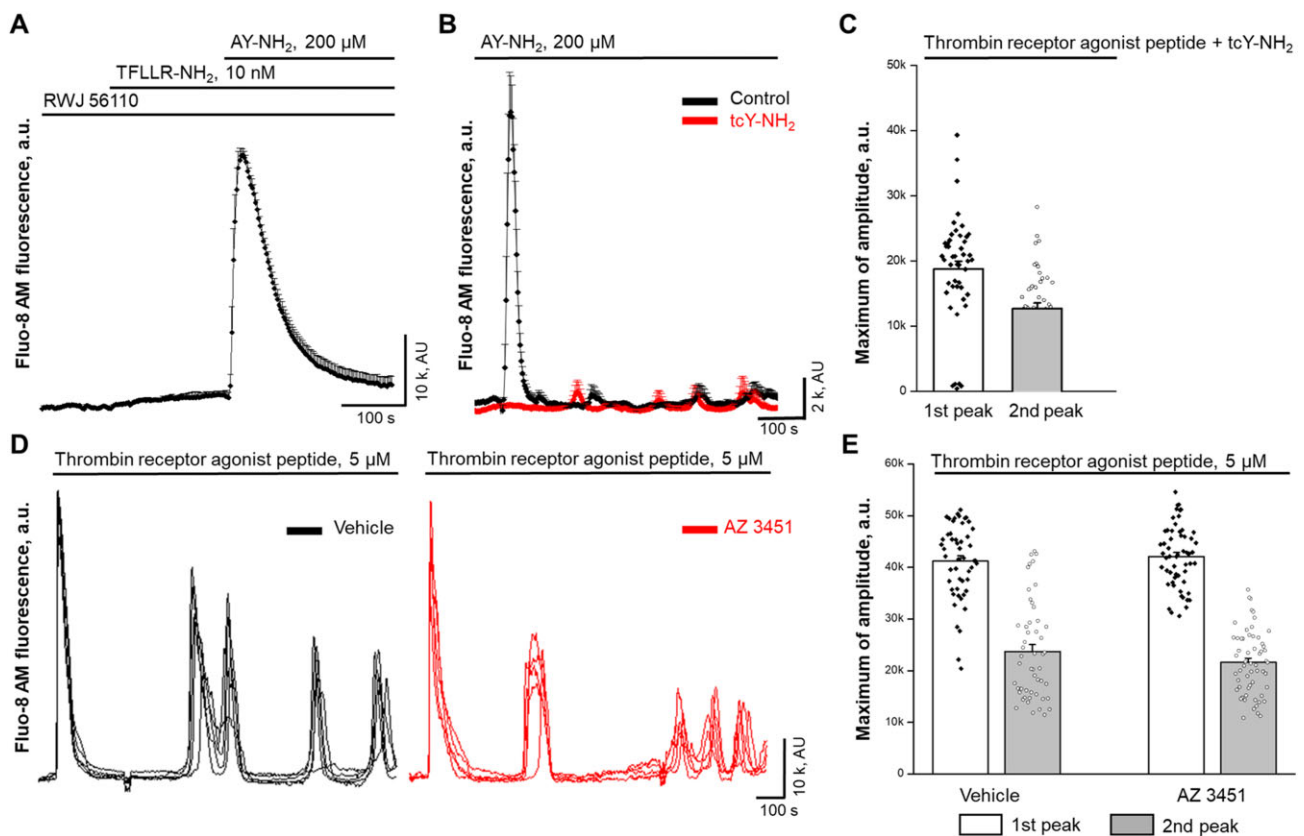 A
AY-NH₂, 200 µM
TFLLR-NH₂, 10 nM
RWJ 56110
Fluo-8 AM fluorescence, a.u.
10 k, AU
100 s
B
AY-NH₂, 200 µM
Control
tcY-NH₂
Fluo-8 AM fluorescence, a.u.
2 k, AU
100 s
C
Thrombin receptor agonist peptide + tcY-NH₂
Maximum of amplitude, a.u.
50k
40k
30k
20k
10k
0
1st peak
2nd peak
D
Thrombin receptor agonist peptide, 5 µM
Vehicle
Fluo-8 AM fluorescence, a.u.
Thrombin receptor agonist peptide, 5 µM
AZ 3451
10 k, AU
100 s
E
Thrombin receptor agonist peptide, 5 µM
Maximum of amplitude, a.u.
60k
50k
40k
30k
20k
10k
0
Vehicle
AZ 3451
1st peak
2nd peak